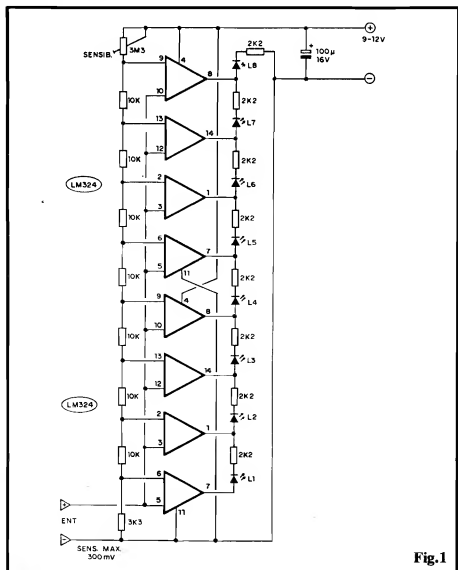 2K2
+
9-12V
100μ
16V
−
SENSIB.
3M3
9
4
8
10
L8
2K2
10K
13
14
12
L7
10K
2K2
LM324
2
1
3
L6
10K
2K2
6
7
5
11
L5
10K
2K2
9
4
8
10
L4
10K
2K2
13
14
12
L3
10K
2K2
LM324
2
1
3
L2
10K
2K2
6
7
5
11
L1
+
ENT
3K3
−
SENS. MAX.
300mV
Fig.1